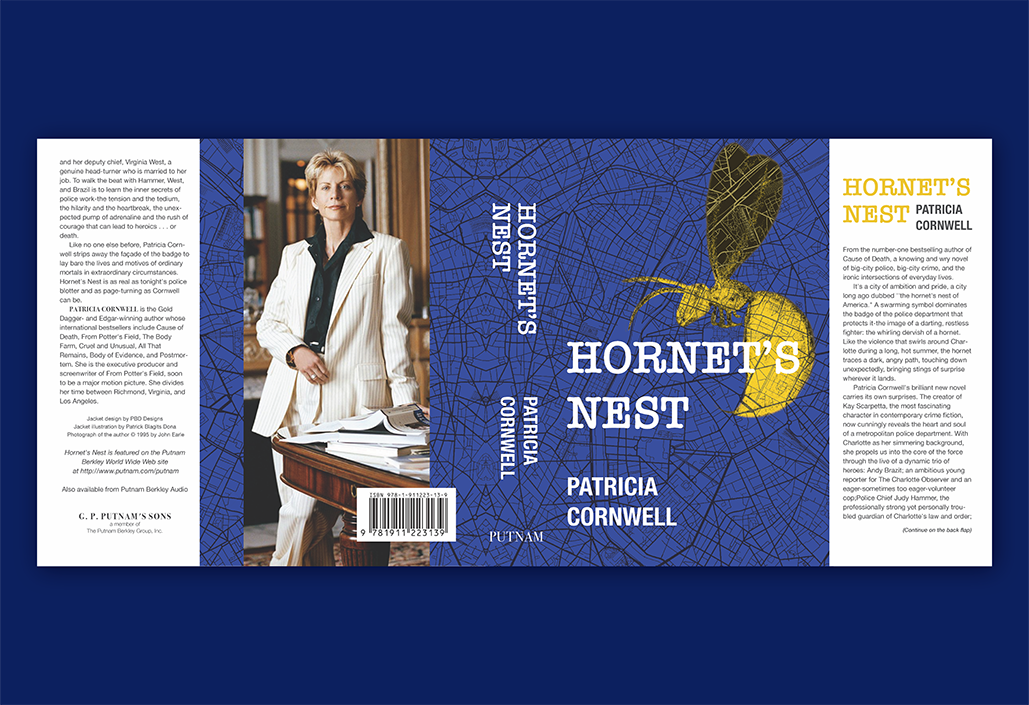 and her deputy chief, Virginia West, a
genuine head-turner who is married to her
job. To walk the beat with Hammer, West,
and Brazil is to learn the inner secrets of
police work-the tension and the tedium,
the hilarity and the heartbreak, the unex-
pected pump of adrenaline and the rush of
courage that can lead to heroics . . . or
death.
Like no one else before, Patricia Corn-
well strips away the façade of the badge to
lay bare the lives and motives of ordinary
mortals in extraordinary circumstances.
Hornet's Nest is as real as tonight's police
blotter and as page-turning as Cornwell
can be.
PATRICIA CORNWELL is the Gold
Dagger- and Edgar-winning author whose
international bestsellers include Cause of
Death, From Potter's Field, The Body
Farm, Cruel and Unusual, All That
Remains, Body of Evidence, and Postmor-
tem. She is the executive producer and
screenwriter of From Potter's Field, soon
to be a major motion picture. She divides
her time between Richmond, Virginia, and
Los Angeles.
Jacket design by PBD Designs
Jacket illustration by Patrick Blagits Dona
Photograph of the author © 1995 by John Earle
Hornet's Nest is featured on the Putnam
Berkley World Wide Web site
at http://www.putnam.com/putnam
Also available from Putnam Berkley Audio
G. P. PUTNAM'S SONS
a member of
The Putnam Berkley Group, Inc.
ISBN 978-1-911223-13-9
9 781911 223139
HORNET'S
NEST
PATRICIA
CORNWELL
PUTNAM
HORNET'S
NEST
PATRICIA
CORNWELL
HORNET'S
NEST PATRICIA
CORNWELL
From the number-one bestselling author of
Cause of Death, a knowing and wry novel
of big-city police, big-city crime, and the
ironic intersections of everyday lives.
It's a city of ambition and pride, a city
long ago dubbed "the hornet's nest of
America." A swarming symbol dominates
the badge of the police department that
protects it-the image of a darting, restless
fighter: the whirling dervish of a hornet.
Like the violence that swirls around Char-
lotte during a long, hot summer, the hornet
traces a dark, angry path, touching down
unexpectedly, bringing stings of surprise
wherever it lands.
Patricia Cornwell's brilliant new novel
carries its own surprises. The creator of
Kay Scarpetta, the most fascinating
character in contemporary crime fiction,
now cunningly reveals the heart and soul
of a metropolitan police department. With
Charlotte as her simmering background,
she propels us into the core of the force
through the live of a dynamic trio of
heroes: Andy Brazil; an ambitious young
reporter for The Charlotte Observer and an
eager-sometimes too eager-volunteer
cop;Police Chief Judy Hammer, the
professionally strong yet personally trou-
bled guardian of Charlotte's law and order;
(Continue on the back flap)